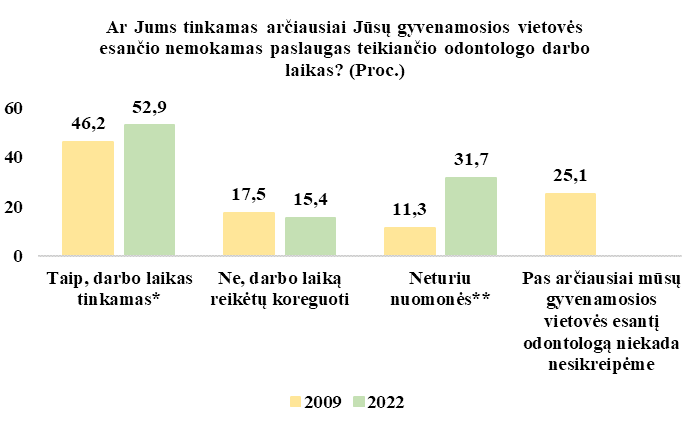 Ar Jums tinkamas arčiausiai Jūsų gyvenamosios vietovės
esančio nemokamas paslaugas teikiančio odontologo darbo
laikas? (Proc.)
60
40
20
0
46,2
52,9
17,5
15,4
11,3
31,7
25,1
Taip, darbo laikas
tinkamas*
Ne, darbo laiką
reikėtų koreguoti
Neturiu
nuomonės**
Pas arčiausiai mūsų
gyvenamosios
vietovės esantį
odontologą niekada
nesikreipėme
2009
2022